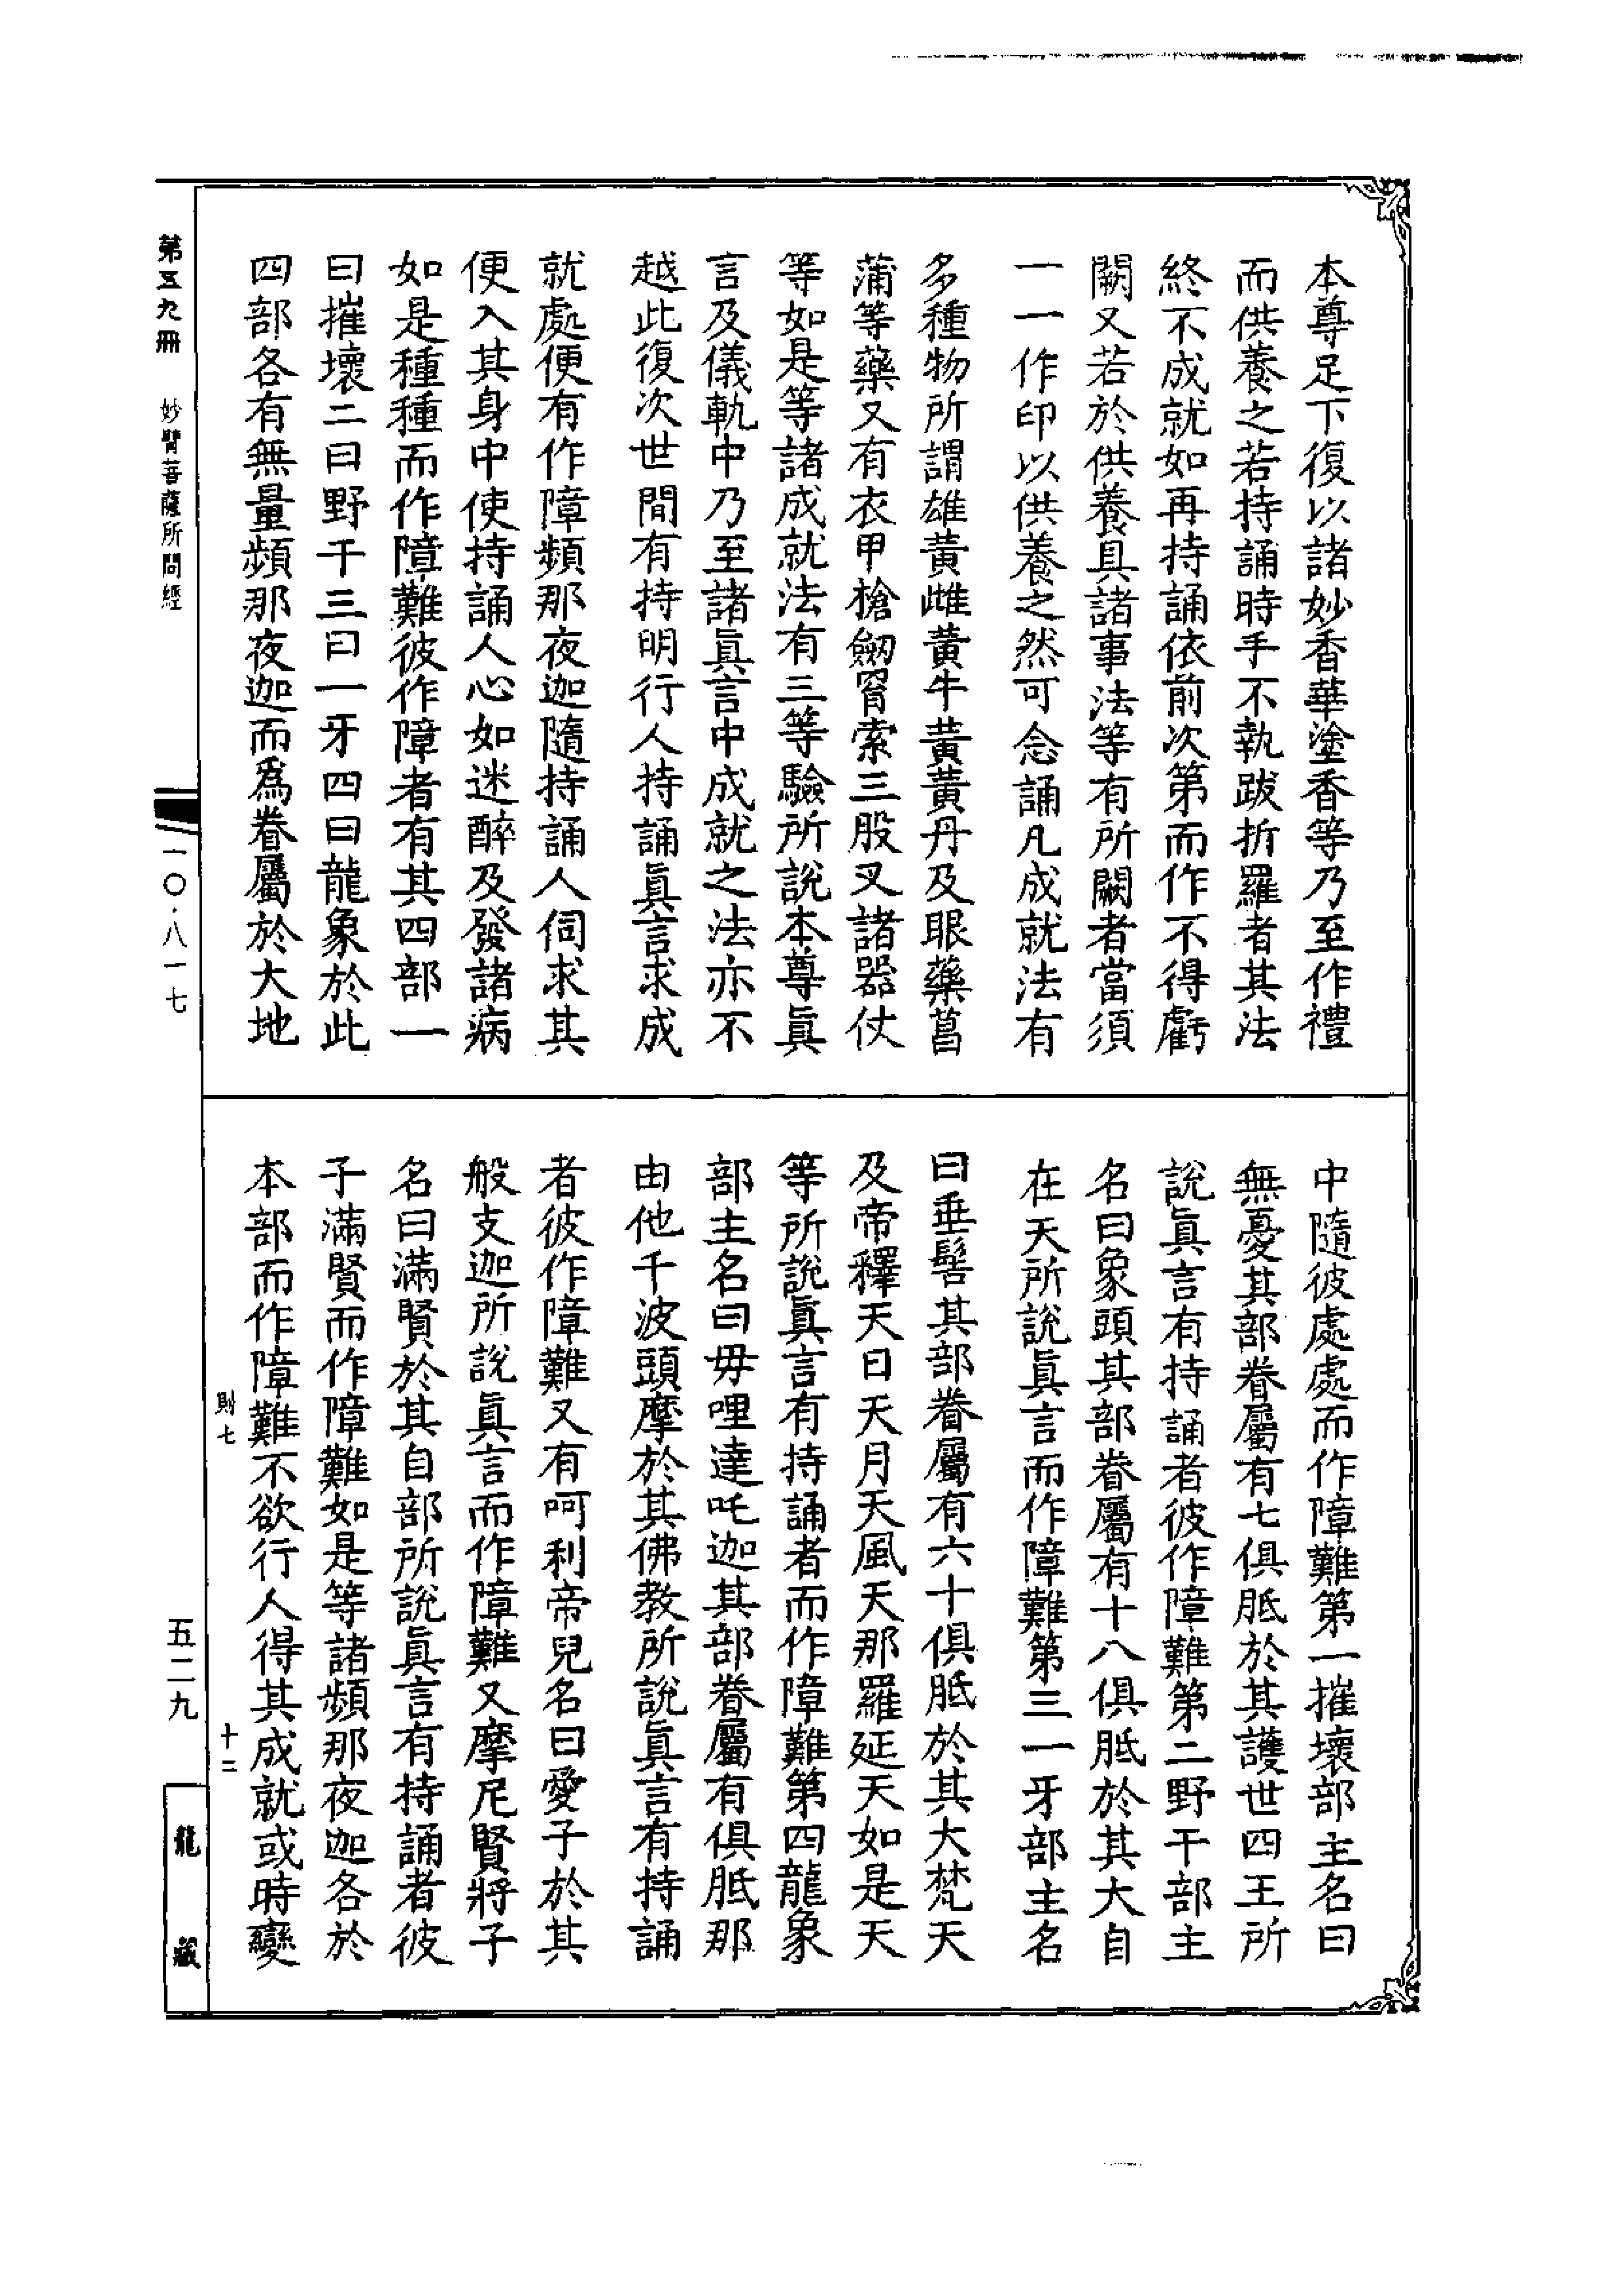 本尊足下復以諸妙香華塗香等乃至作禮
而供養之若持誦時手不執跋折羅者其法
終不成就如再持誦依前次第而作不得虧
闕又若於供養具諸事法等有所闕者當須
一一作印以供養之然可念誦凡成就法有
多種物所謂雄黃雌黃牛黃黃丹及眼藥菖
蒲等藥又有衣甲槍劒罥索三股叉諸器仗
等如是等諸成就法有三等驗所說本尊眞
言及儀軌中乃至諸眞言中成就之法亦不
越此復次世間有持明行人持誦眞言求成
就處便有作障頻那夜迦隨持誦人伺求其
便入其身中使持誦人心如迷醉及發諸病
如是種種而作障難彼作障者有其四部一
曰摧壞二曰野干三曰一牙四曰龍象於此
四部各有無量頻那夜迦而爲眷屬於大地
中隨彼處處而作障難第一摧壞部主名曰
無憂其部眷屬有七俱胝於其護世四王所
說眞言有持誦者彼作障難第二野干部主
名曰象頭其部眷屬有十八俱胝於其大自
在天所說眞言而作障難第三一牙部主名
曰垂髻其部眷屬有六十俱胝於其大梵天
及帝釋天日天月天風天那羅延天如是天
等所說眞言有持誦者而作障難第四龍象
部主名曰毋哩達吒迦其部眷屬有俱胝那
由他千波頭摩於其佛教所說眞言有持誦
者彼作障難又有呵利帝兒名曰愛子於其
般支迦所說眞言而作障難又摩尼賢將子
名曰滿賢於其自部所說眞言有持誦者彼
子滿賢而作障難如是等諸頻那夜迦各於
本部而作障難不欲行人得其成就或時變
則七 十三
第五九冊 妙臂菩薩所問經
一〇·八一七
五二九
龍藏